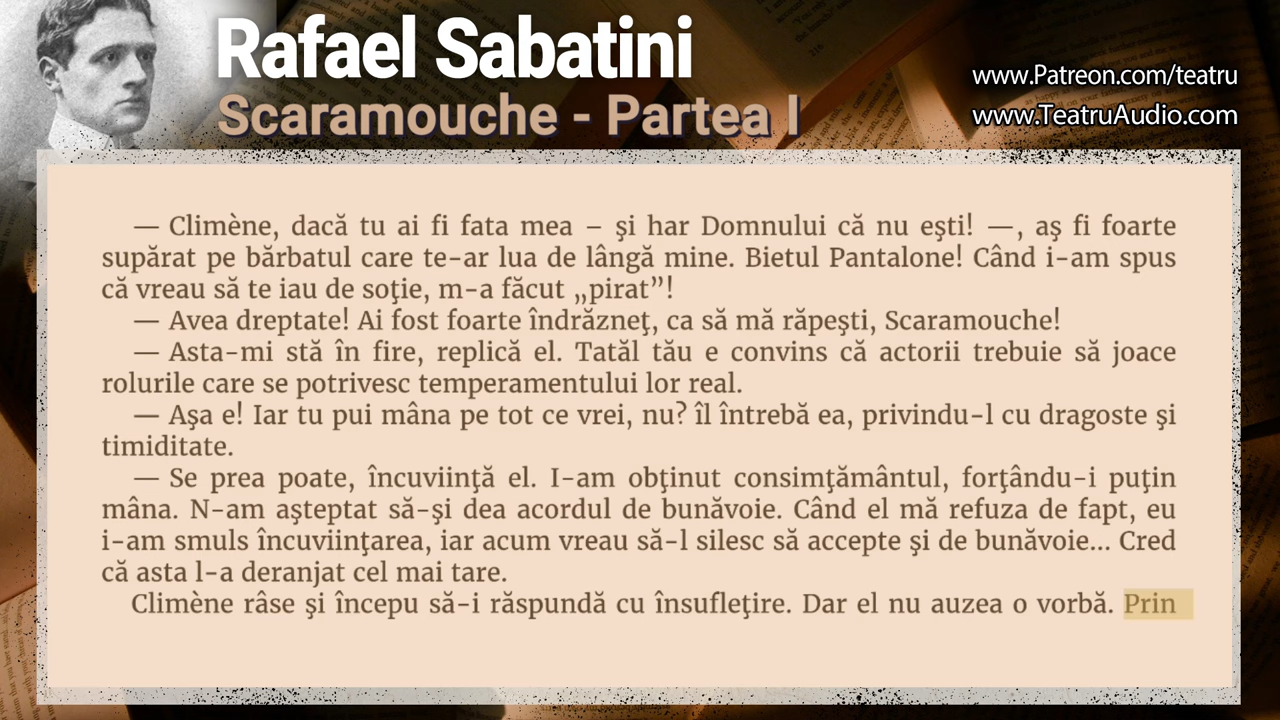 Rafael Sabatini
Scaramouche - Partea I
www.Patreon.com/teatru
www.TeatruAudio.com
— Climène, dacă tu ai fi fata mea – şi har Domnului că nu eşti! —, aş fi foarte
supărat pe bărbatul care te-ar lua de lângă mine. Bietul Pantalone! Când i-am spus
că vreau să te iau de soţie, m-a făcut „pirat”!
— Avea dreptate! Ai fost foarte îndrăzneţ, ca să mă răpeşti, Scaramouche!
— Asta-mi stă în fire, replică el. Tatăl tău e convins că actorii trebuie să joace
rolurile care se potrivesc temperamentului lor real.
— Aşa e! Iar tu pui mâna pe tot ce vrei, nu? îl întrebă ea, privindu-l cu dragoste şi
timiditate.
— Se prea poate, încuviinţă el. I-am obţinut consimţământul, forţându-i puţin
mâna. N-am aşteptat să-şi dea acordul de bunăvoie. Când el mă refuza de fapt, eu
i-am smuls încuviinţarea, iar acum vreau să-l silesc să accepte şi de bunăvoie... Cred
că asta l-a deranjat cel mai tare.
Climène râse şi începu să-i răspundă cu însufleţire. Dar el nu auzea o vorbă. Prin